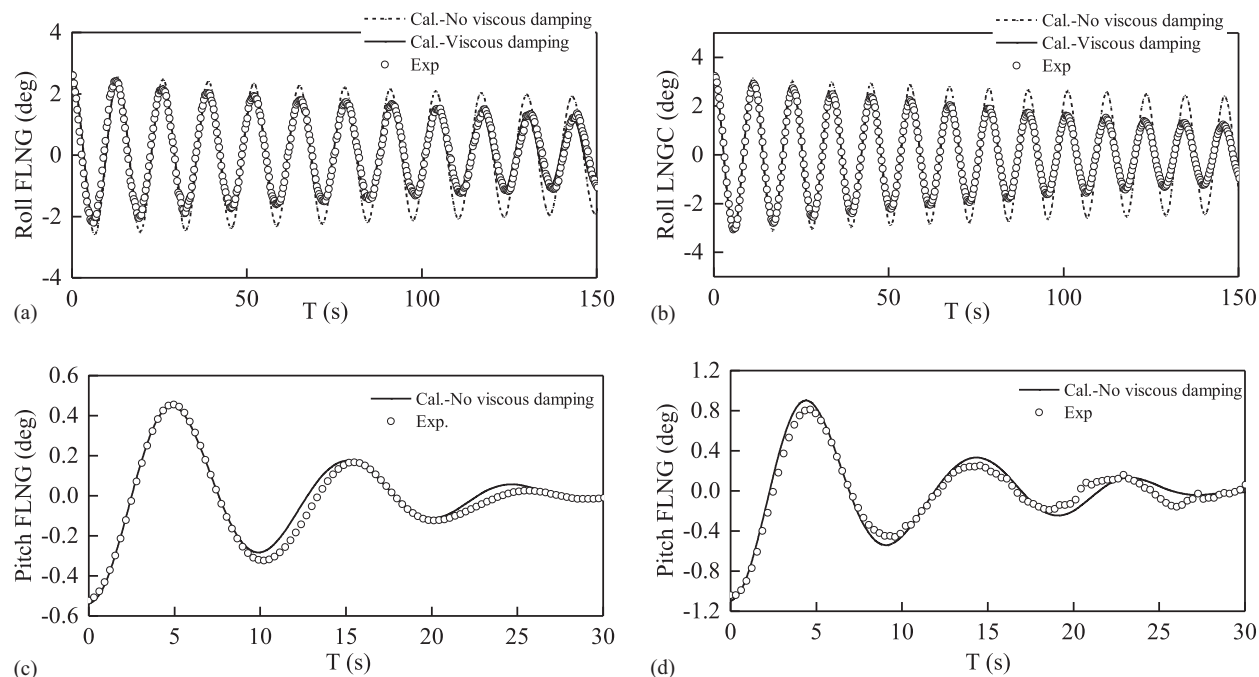 Cal.-No viscous damping
Cal.-Viscous damping
Exp
4
2
0
-2
-4
Roll FLNG (deg)
0
50
100
150
T (s)
(a)
Cal.-No viscous damping
Cal.-Viscous damping
Exp
4
2
0
-2
-4
Roll LNGC (deg)
0
50
100
150
T (s)
(b)
Cal.-No viscous damping
Exp.
0.6
0.4
0.2
0.0
-0.2
-0.4
-0.6
Pitch FLNG (deg)
0
5
10
15
20
25
30
T (s)
(c)
Cal.-No viscous damping
Exp
1.2
0.8
0.4
0.0
-0.4
-0.8
-1.2
Pitch FLNG (deg)
0
5
10
15
20
25
30
T (s)
(d)